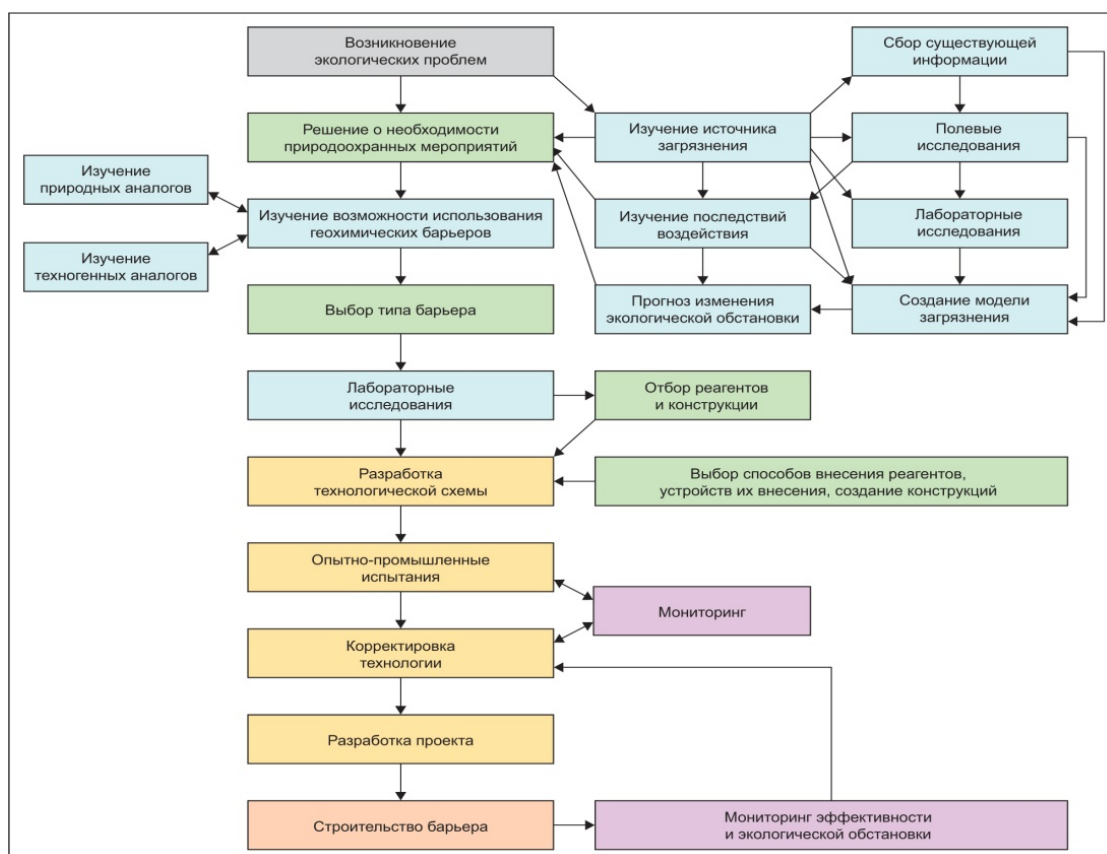 Возникновение
экологических проблем
Сбор существующей
информации
Решение о необходимости
природоохранных мероприятий
Изучение источника
загрязнения
Полевые
исследования
Изучение
природных аналогов
Изучение возможности использования
геохимических барьеров
Изучение последствий
воздействия
Лабораторные
исследования
Изучение
техногенных аналогов
Выбор типа барьера
Прогноз изменения
экологической обстановки
Создание модели
загрязнения
Лабораторные
исследования
Отбор реагентов
и конструкции
Разработка
технологической схемы
Выбор способов внесения реагентов,
устройств их внесения, создание конструкций
Опытно-промышленные
испытания
Мониторинг
Корректировка
технологии
Разработка проекта
Строительство барьера
Мониторинг эффективности
и экологической обстановки